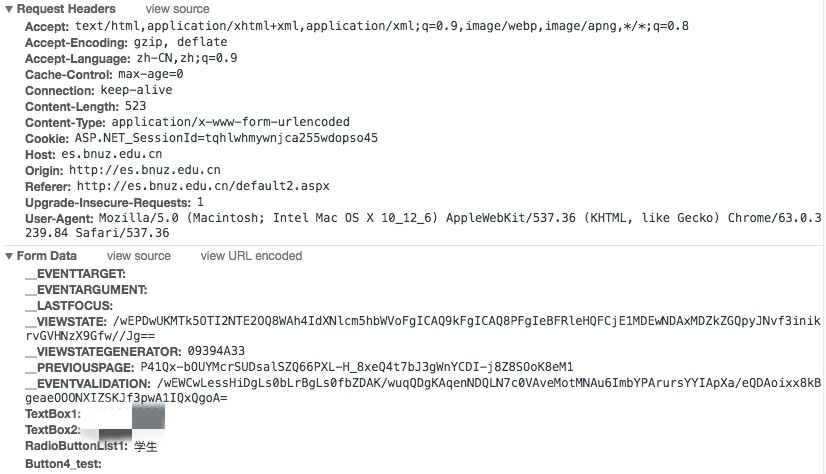 Request Headers view source
Accept: text/html,application/xhtml+xml,application/xml;q=0.9,image/webp,image/apng,*/*;q=0.8
Accept-Encoding: gzip, deflate
Accept-Language: zh-CN,zh;q=0.9
Cache-Control: max-age=0
Connection: keep-alive
Content-Length: 523
Content-Type: application/x-www-form-urlencoded
Cookie: ASP.NET_SessionId=tqhlwhmywnjca255wdopso45
Host: es.bnuz.edu.cn
Origin: http://es.bnuz.edu.cn
Referer: http://es.bnuz.edu.cn/default2.aspx
Upgrade-Insecure-Requests: 1
User-Agent: Mozilla/5.0 (Macintosh; Intel Mac OS X 10_12_6) AppleWebKit/537.36 (KHTML, like Gecko) Chrome/63.0.3
239.84 Safari/537.36
Form Data view source view URL encoded
__EVENTTARGET:
__EVENTARGUMENT:
__LASTFOCUS:
__VIEWSTATE: /wEPDwUKMTk5OTI2NTE2OQ8WAh4IdXNlcm5hbWVoFgICAQ9kFgICAQ8PFgIeBFRleHQFCjE1MDEwNDAxMDZkZGQpyJNvf3inik
rvGVHNzX9Gfw//Jg==
__VIEWSTATEGENERATOR: 09394A33
__PREVIOUSPAGE: P41Qx-bOUYMcrSUDsalSZQ66PXL-H_8xeQ4t7bJ3gWnYCDI-j8Z8SOoK8eM1
__EVENTVALIDATION: /wEWCwLessHiDgLs0bLrBgLs0fbZDAK/wuqQDgKAqenNDQLN7c0VAveMotMNAu6ImbYPArursYYIApXa/eQDAoixx8kB
geaeOOONXIZSKJf3pwA1IQxQgoA=
TextBox1:
TextBox2:
RadioButtonList1: 学生
Button4_test: